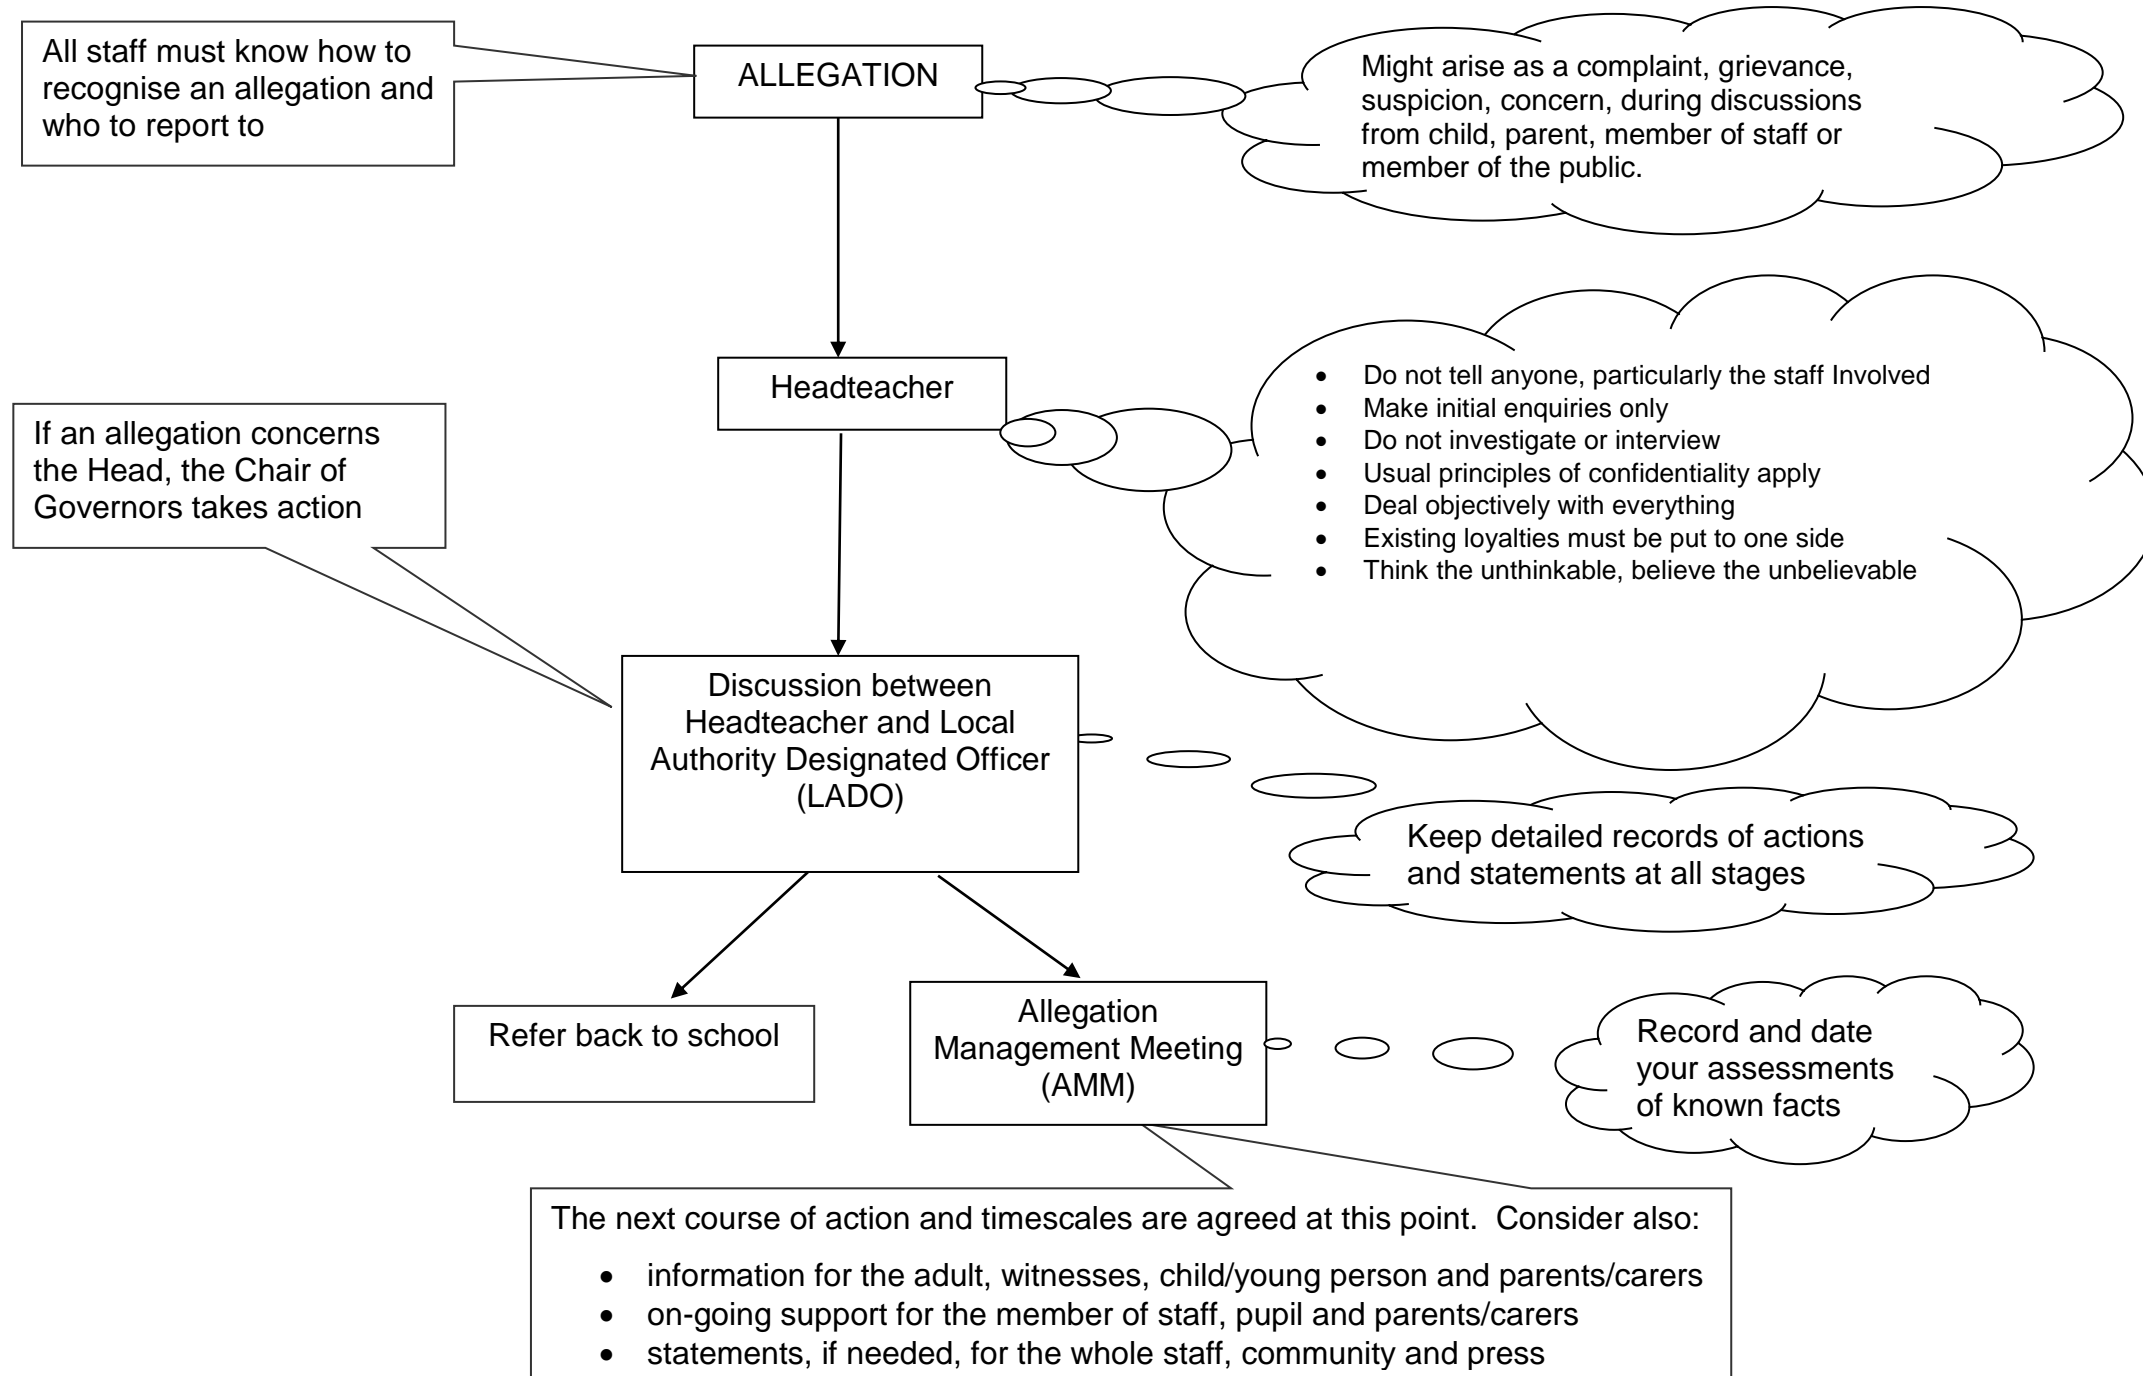 All staff must know how to
recognise an allegation and
who to report to
ALLEGATION
Might arise as a complaint, grievance,
suspicion, concern, during discussions
from child, parent, member of staff or
member of the public.
Headteacher
• Do not tell anyone, particularly the staff Involved
• Make initial enquiries only
• Do not investigate or interview
• Usual principles of confidentiality apply
• Deal objectively with everything
• Existing loyalties must be put to one side
• Think the unthinkable, believe the unbelievable
If an allegation concerns
the Head, the Chair of
Governors takes action
Discussion between
Headteacher and Local
Authority Designated Officer
(LADO)
Keep detailed records of actions
and statements at all stages
Refer back to school
Allegation
Management Meeting
(AMM)
Record and date
your assessments
of known facts
The next course of action and timescales are agreed at this point.  Consider also:
• information for the adult, witnesses, child/young person and parents/carers
• on-going support for the member of staff, pupil and parents/carers
• statements, if needed, for the whole staff, community and press